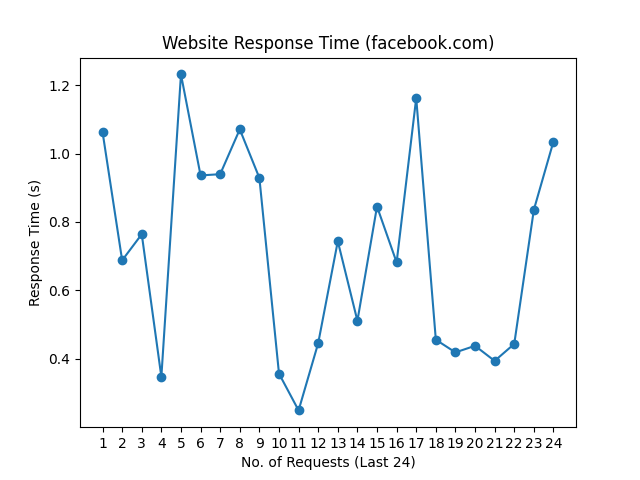 Website Response Time (facebook.com)
Response Time (s)
1.2
1.0
0.8
0.6
0.4
1 2 3 4 5 6 7 8 9 10 11 12 13 14 15 16 17 18 19 20 21 22 23 24
No. of Requests (Last 24)